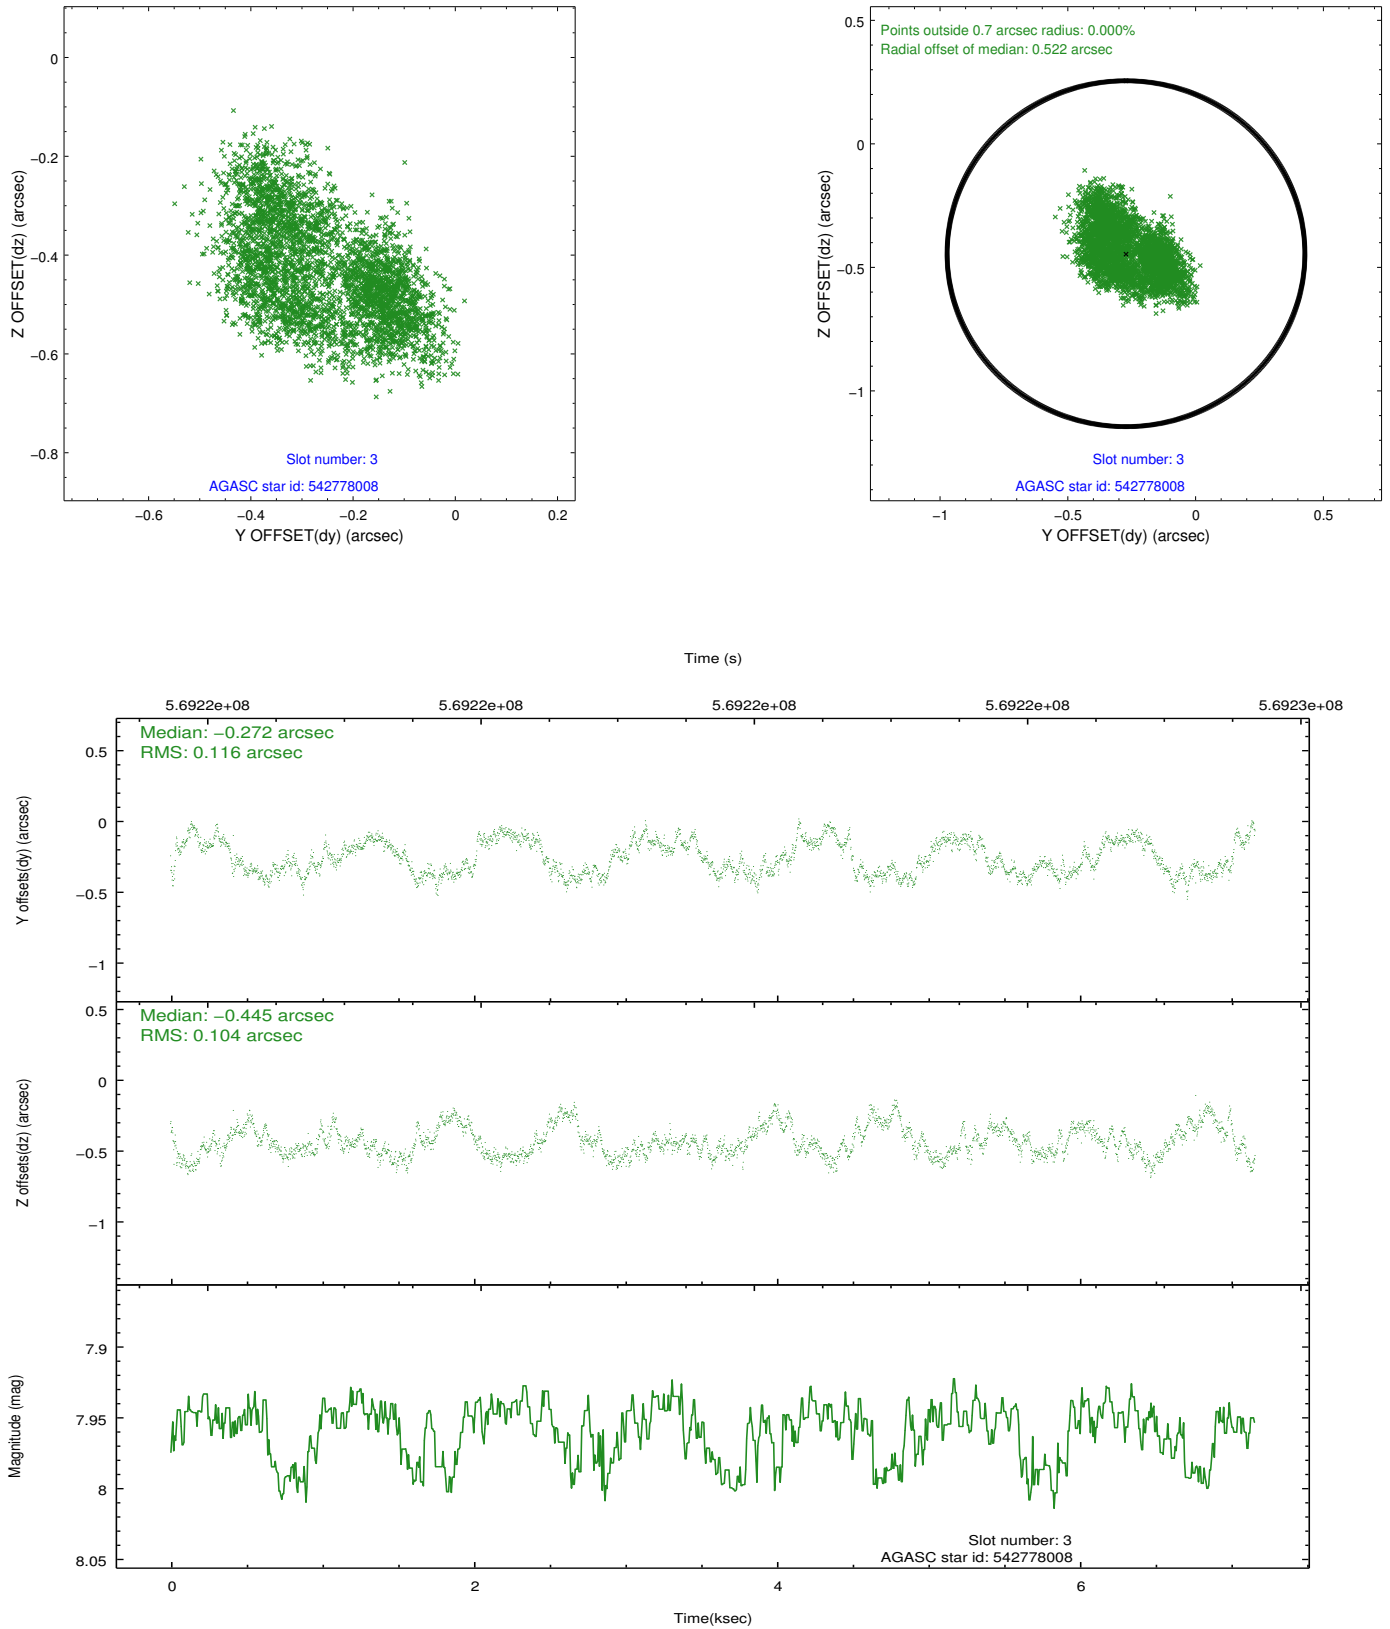 0
−0.2
−0.4
−0.6
−0.8
Z OFFSET(dz) (arcsec)
Slot number: 3
AGASC star id: 542778008
−0.6
−0.4
−0.2
0
0.2
Y OFFSET(dy) (arcsec)
Points outside 0.7 arcsec radius: 0.000%
Radial offset of median: 0.522 arcsec
0.5
0
−0.5
−1
Z OFFSET(dz) (arcsec)
Slot number: 3
AGASC star id: 542778008
−1
−0.5
0
0.5
Y OFFSET(dy) (arcsec)
Time (s)
5.6922e+08
5.6922e+08
5.6922e+08
5.6922e+08
5.6923e+08
Median: −0.272 arcsec
RMS: 0.116 arcsec
0.5
0
−0.5
−1
Y offsets(dy) (arcsec)
Median: −0.445 arcsec
RMS: 0.104 arcsec
0.5
0
−0.5
−1
Z offsets(dz) (arcsec)
7.9
7.95
8
8.05
Magnitude (mag)
Slot number: 3
AGASC star id: 542778008
0
2
4
6
Time(ksec)